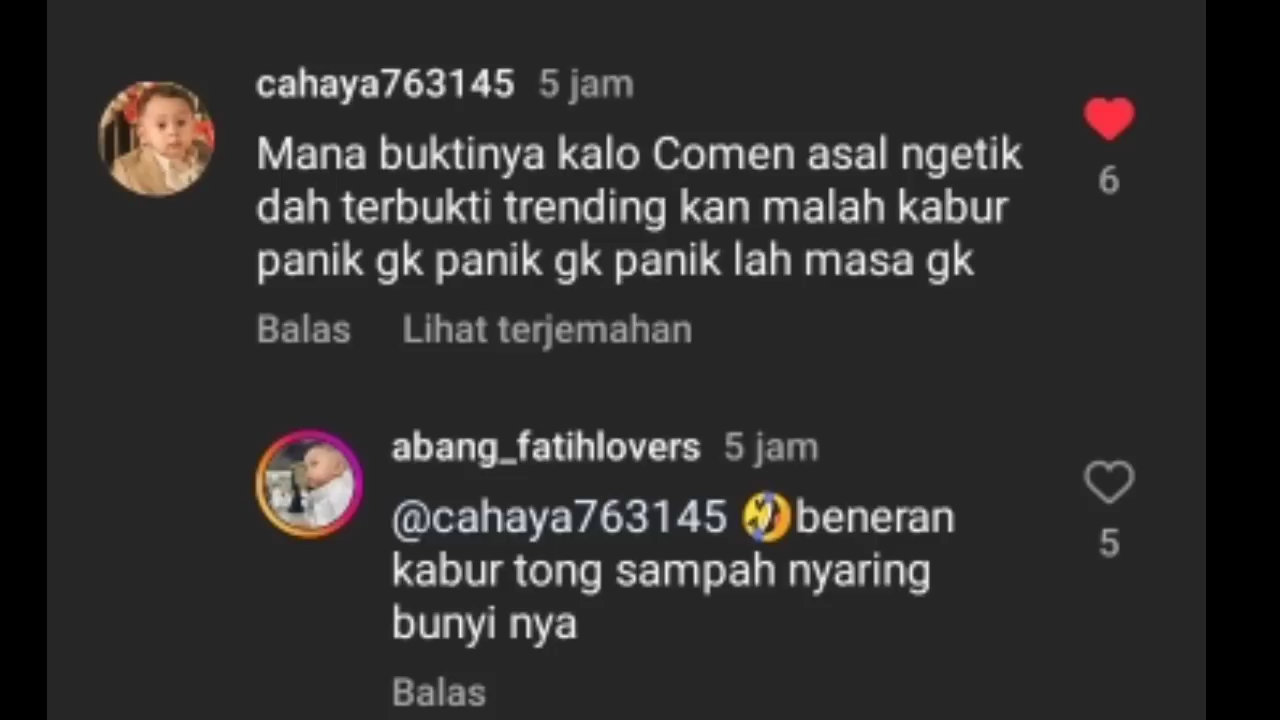 cahaya763145 5 jam
Mana buktinya kalo Comen asal ngetik
dah terbukti trending kan malah kabur
panik gk panik gk panik lah masa gk
6
Balas Lihat terjemahan
abang_fatihlovers 5 jam
@cahaya763145 🤣beneran
kabur tong sampah nyaring
bunyi nya
5
Balas